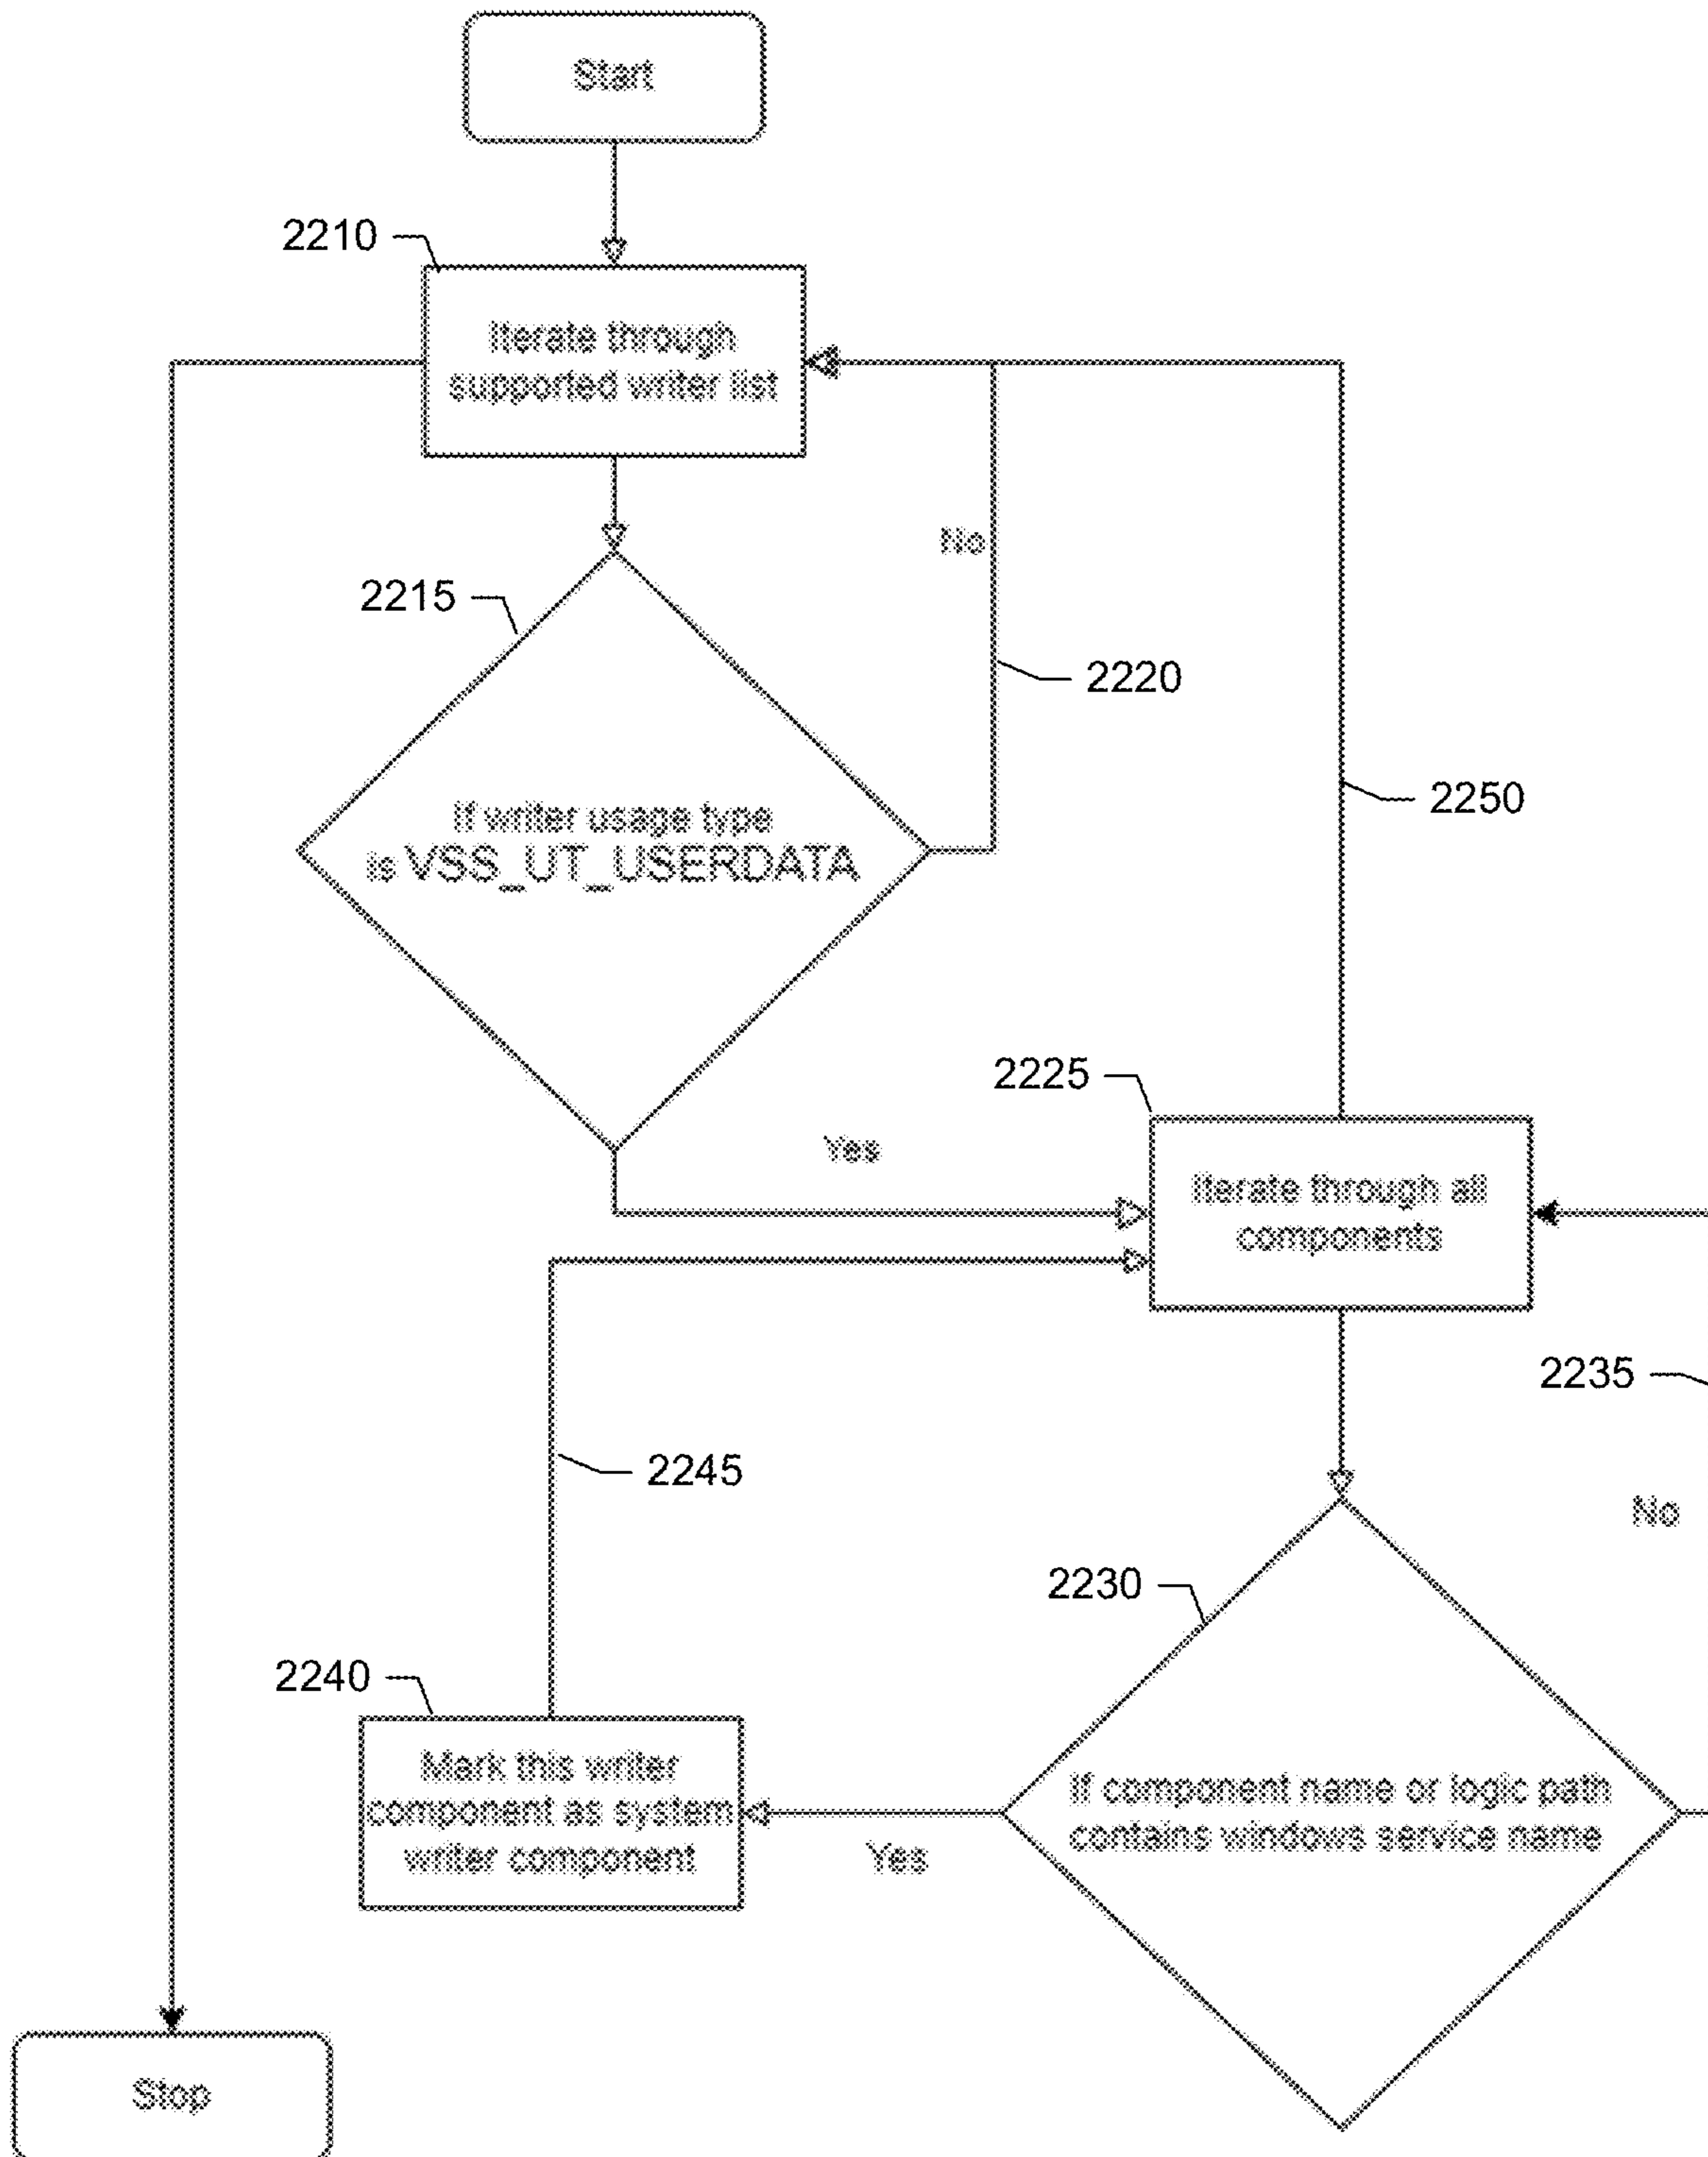 Start
2210
Iterate through
supported writer list
No
2215
2220
If writer usage type
is VSS_UT_USERDATA
2250
2225
Yes
Iterate through all
components
2235
2245
No
2230
2240
Mark this writer
component as system
writer component
Yes
If component name or logic path
contains windows service name
Stop